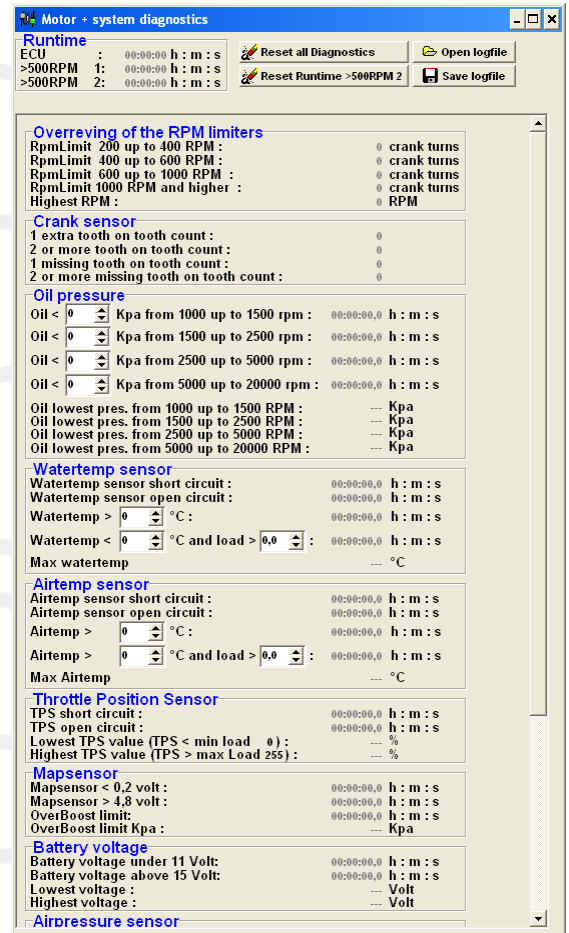 Motor + system diagnostics
Runtime
ECU : 00:00:00 h : m : s
>500RPM 1: 00:00:00 h : m : s
>500RPM 2: 00:00:00 h : m : s
Reset all Diagnostics
Open logfile
Reset Runtime >500RPM 2
Save logfile
Overreving of the RPM limiters
RpmLimit 200 up to 400 RPM : 0 crank turns
RpmLimit 400 up to 600 RPM : 0 crank turns
RpmLimit 600 up to 1000 RPM : 0 crank turns
RpmLimit 1000 RPM and higher : 0 crank turns
Highest RPM : 0 RPM
Crank sensor
1 extra tooth on tooth count : 0
2 or more tooth on tooth count : 0
1 missing tooth on tooth count : 0
2 or more missing tooth on tooth count : 0
Oil pressure
Oil < 0 Kpa from 1000 up to 1500 rpm : 00:00:00,0 h : m : s
Oil < 0 Kpa from 1500 up to 2500 rpm : 00:00:00,0 h : m : s
Oil < 0 Kpa from 2500 up to 5000 rpm : 00:00:00,0 h : m : s
Oil < 0 Kpa from 5000 up to 20000 rpm : 00:00:00,0 h : m : s
Oil lowest pres. from 1000 up to 1500 RPM : --- Kpa
Oil lowest pres. from 1500 up to 2500 RPM : --- Kpa
Oil lowest pres. from 2500 up to 5000 RPM : --- Kpa
Oil lowest pres. from 5000 up to 20000 RPM : --- Kpa
Watertemp sensor
Watertemp sensor short circuit : 00:00:00,0 h : m : s
Watertemp sensor open circuit : 00:00:00,0 h : m : s
Watertemp > 0 °C : 00:00:00,0 h : m : s
Watertemp < 0 °C and load > 0,0 : 00:00:00,0 h : m : s
Max watertemp --- °C
Airtemp sensor
Airtemp sensor short circuit : 00:00:00,0 h : m : s
Airtemp sensor open circuit : 00:00:00,0 h : m : s
Airtemp > 0 °C : 00:00:00,0 h : m : s
Airtemp > 0 °C and load > 0,0 : 00:00:00,0 h : m : s
Max Airtemp --- °C
Throttle Position Sensor
TPS short circuit : 00:00:00,0 h : m : s
TPS open circuit : 00:00:00,0 h : m : s
Lowest TPS value (TPS < min load 0) : --- %
Highest TPS value (TPS > max Load 255) : --- %
Mapsensor
Mapsensor < 0,2 volt : 00:00:00,0 h : m : s
Mapsensor > 4,8 volt : 00:00:00,0 h : m : s
OverBoost limit: 00:00:00,0 h : m : s
OverBoost limit Kpa : --- Kpa
Battery voltage
Battery voltage under 11 Volt: 00:00:00,0 h : m : s
Battery voltage above 15 Volt: 00:00:00,0 h : m : s
Lowest voltage : --- Volt
Highest voltage : --- Volt
Airpressure sensor